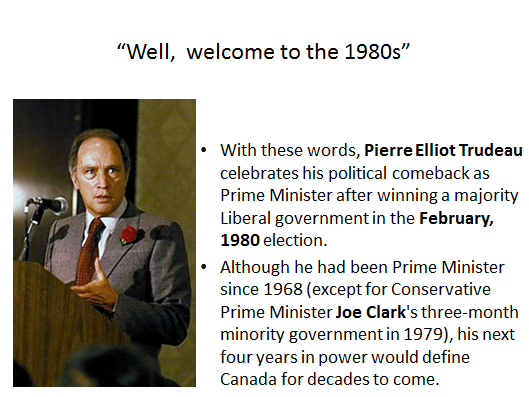 “Well,  welcome to the 1980s”
• With these words, Pierre Elliot Trudeau
celebrates his political comeback as
Prime Minister after winning a majority
Liberal government in the February,
1980 election.
• Although he had been Prime Minister
since 1968 (except for Conservative
Prime Minister Joe Clark's three-month
minority government in 1979), his next
four years in power would define
Canada for decades to come.